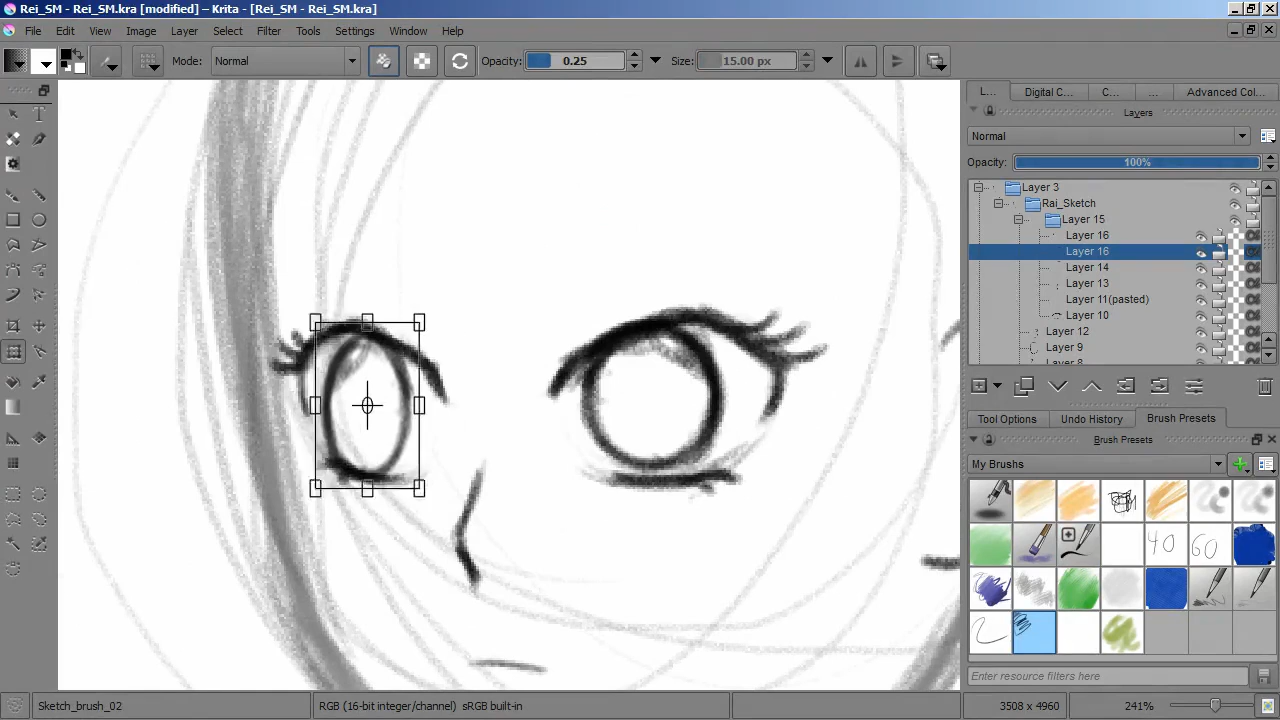 Rei_SM - Rei_SM.kra [modified] - Krita - [Rei_SM - Rei_SM.kra]
File Edit View Image Layer Select Filter Tools Settings Window Help
Mode: Normal Opacity: 0.25 Size: 15.00 px
L... Digital C... C... ... Advanced Col...
Layers
Normal
Opacity: 100%
Layer 3
Rai_Sketch
Layer 15
Layer 16
Layer 16
Layer 14
Layer 13
Layer 11(pasted)
Layer 10
Layer 12
Layer 9
Layer 8
Tool Options Undo History Brush Presets
Brush Presets
My Brushes
40 60
Enter resource filters here
Sketch_brush_02 RGB (16-bit integer/channel) sRGB built-in 3508 x 4960 241%